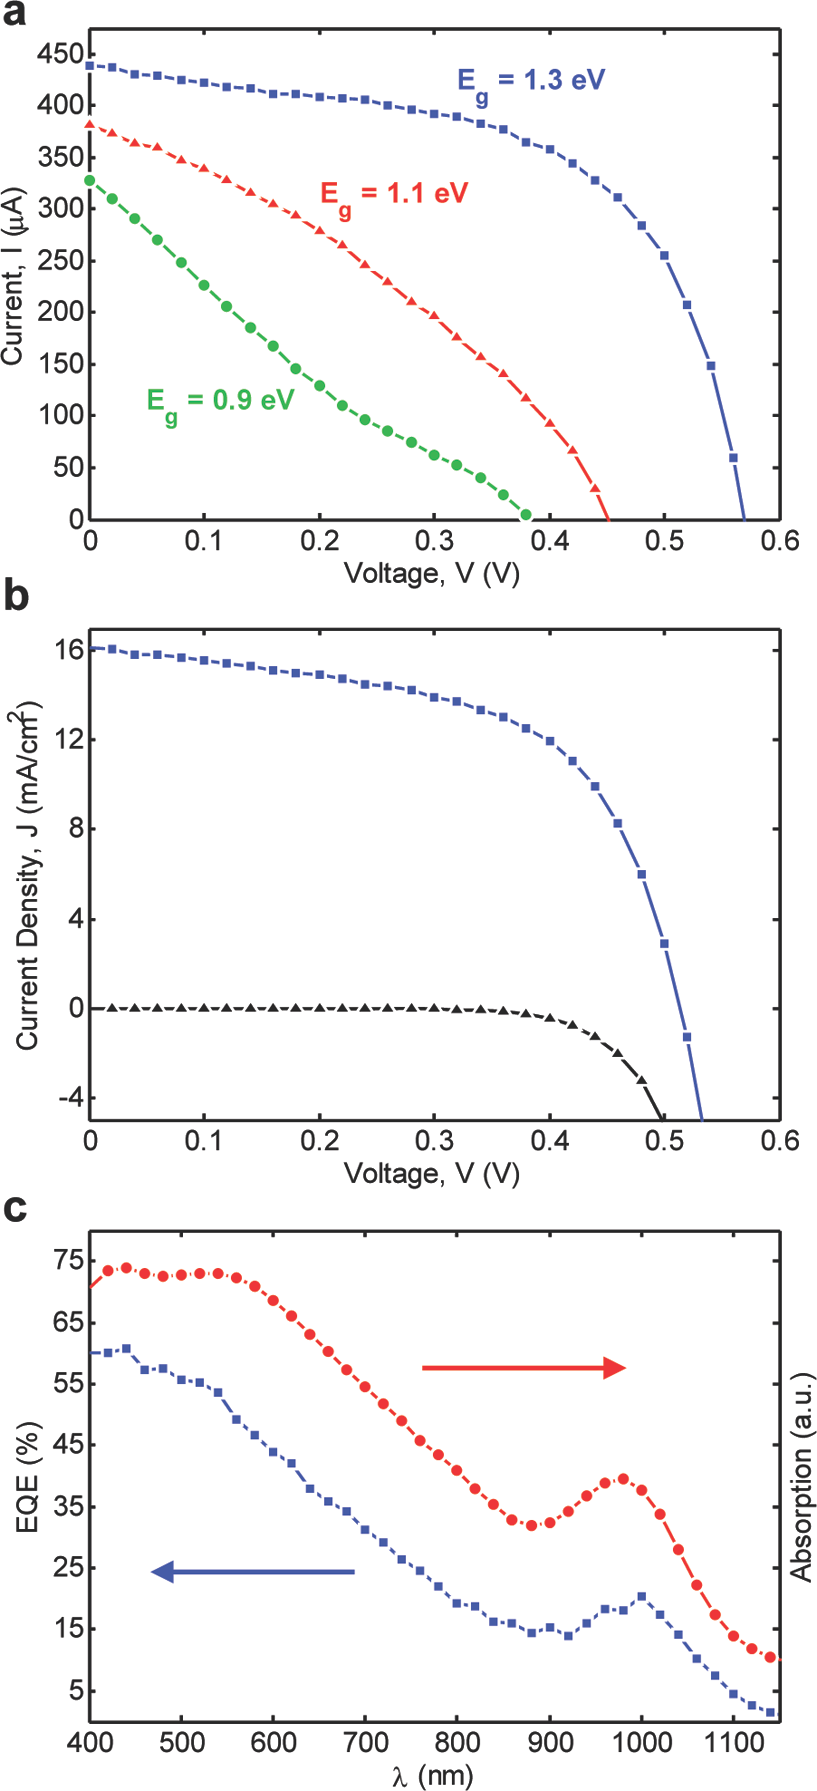 a
450
400
350
300
250
200
150
100
50
0
Current, I (μA)
E_g = 1.3 eV
E_g = 1.1 eV
E_g = 0.9 eV
0 0.1 0.2 0.3 0.4 0.5 0.6
Voltage, V (V)
b
16
12
8
4
0
-4
Current Density, J (mA/cm²)
0 0.1 0.2 0.3 0.4 0.5 0.6
Voltage, V (V)
c
75
65
55
45
35
25
15
5
EQE (%)
Absorption (a.u.)
400 500 600 700 800 900 1000 1100
λ (nm)